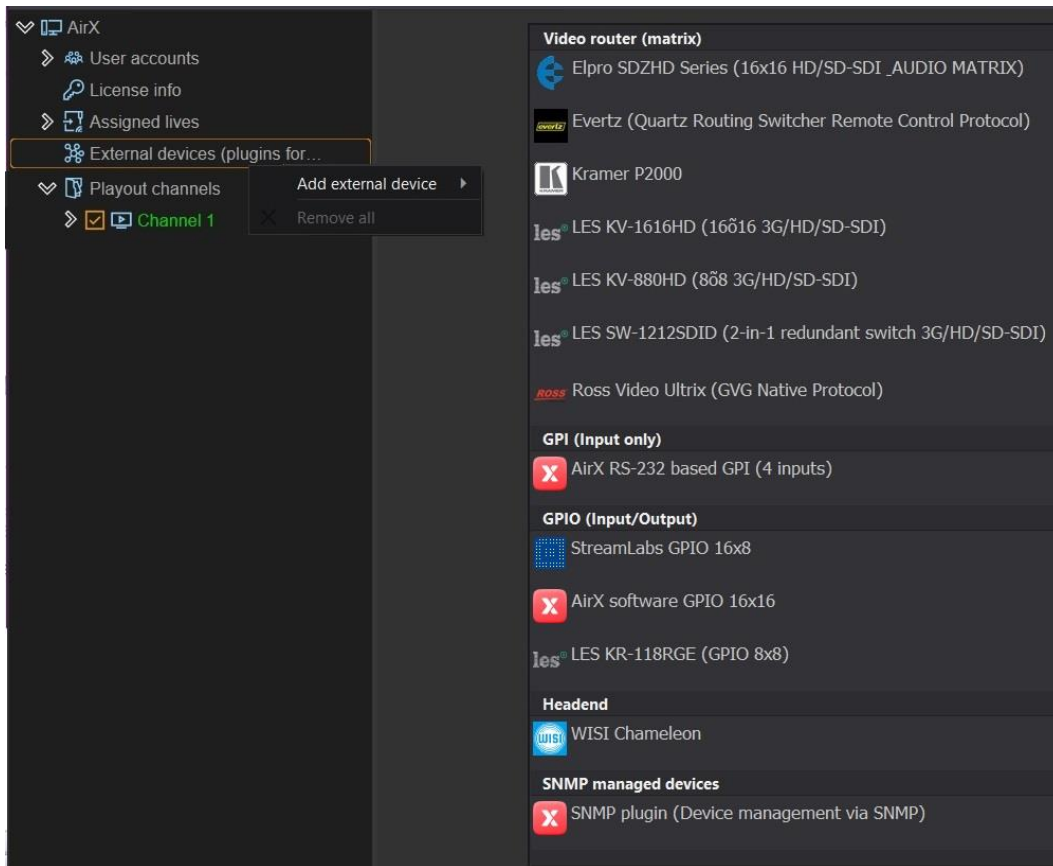 AirX
User accounts
License info
Assigned lives
External devices (plugins for...
Playout channels
Channel 1
Add external device
Remove all
Video router (matrix)
Elpro SDZHD Series (16x16 HD/SD-SDI _AUDIO MATRIX)
evertz
Evertz (Quartz Routing Switcher Remote Control Protocol)
KRAMER
Kramer P2000
les® LES KV-1616HD (16õ16 3G/HD/SD-SDI)
les® LES KV-880HD (8õ8 3G/HD/SD-SDI)
les® LES SW-1212SDID (2-in-1 redundant switch 3G/HD/SD-SDI)
ROSS Ross Video Ultrix (GVG Native Protocol)
GPI (Input only)
X AirX RS-232 based GPI (4 inputs)
GPIO (Input/Output)
StreamLabs GPIO 16x8
X AirX software GPIO 16x16
les® LES KR-118RGE (GPIO 8x8)
Headend
WISI WISI Chameleon
SNMP managed devices
X SNMP plugin (Device management via SNMP)